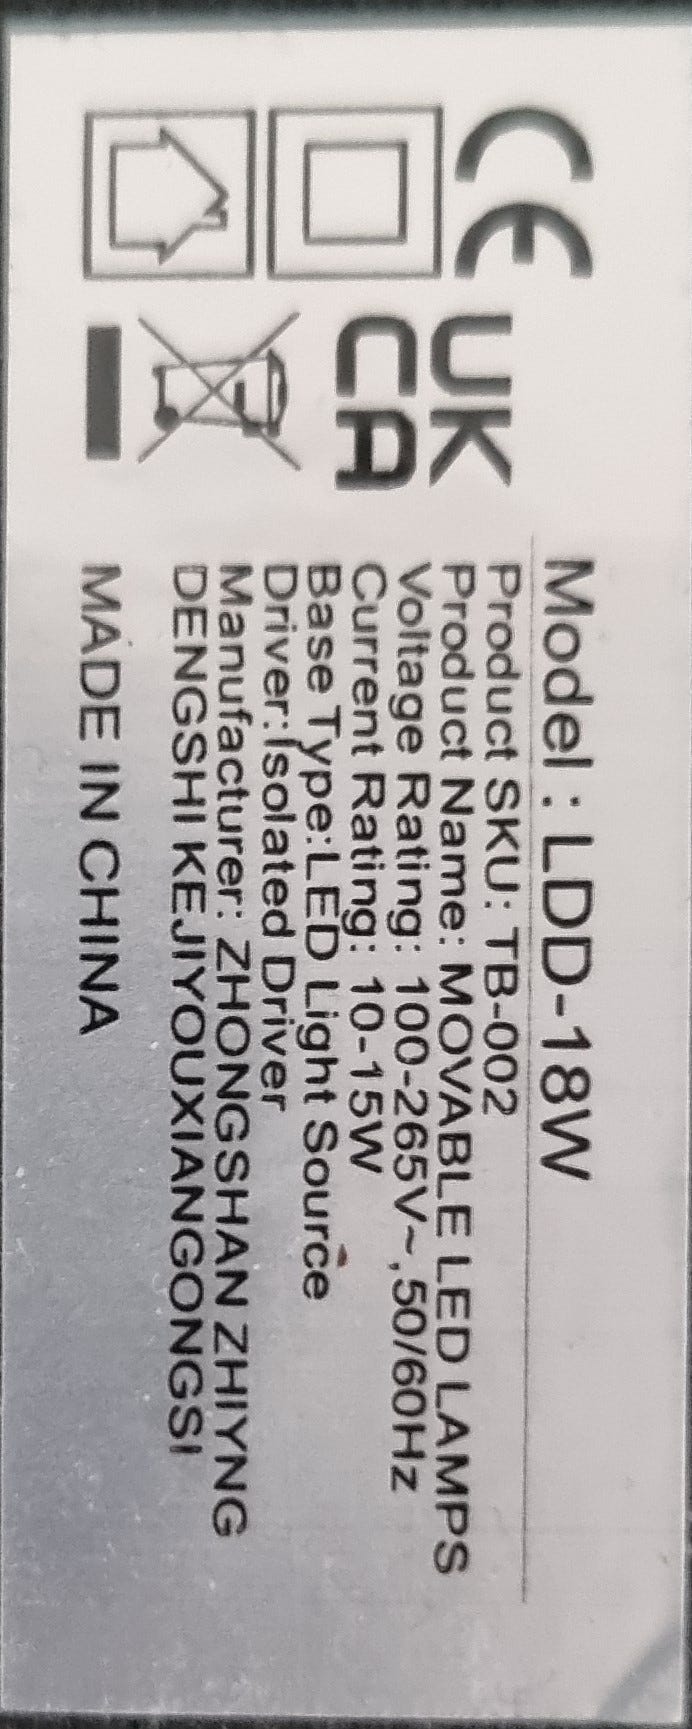 CE
UK
CA
Model : LDD-18W
Product SKU: TB-002
Product Name: MOVABLE LED LAMPS
Voltage Rating: 100-265V~,50/60Hz
Current Rating: 10-15W
Base Type:LED Light Source
Driver:Isolated Driver
Manufacturer: ZHONGSHAN ZHIYNG
DENGSHI KEJIYOUXIANGONGSI
MADE IN CHINA